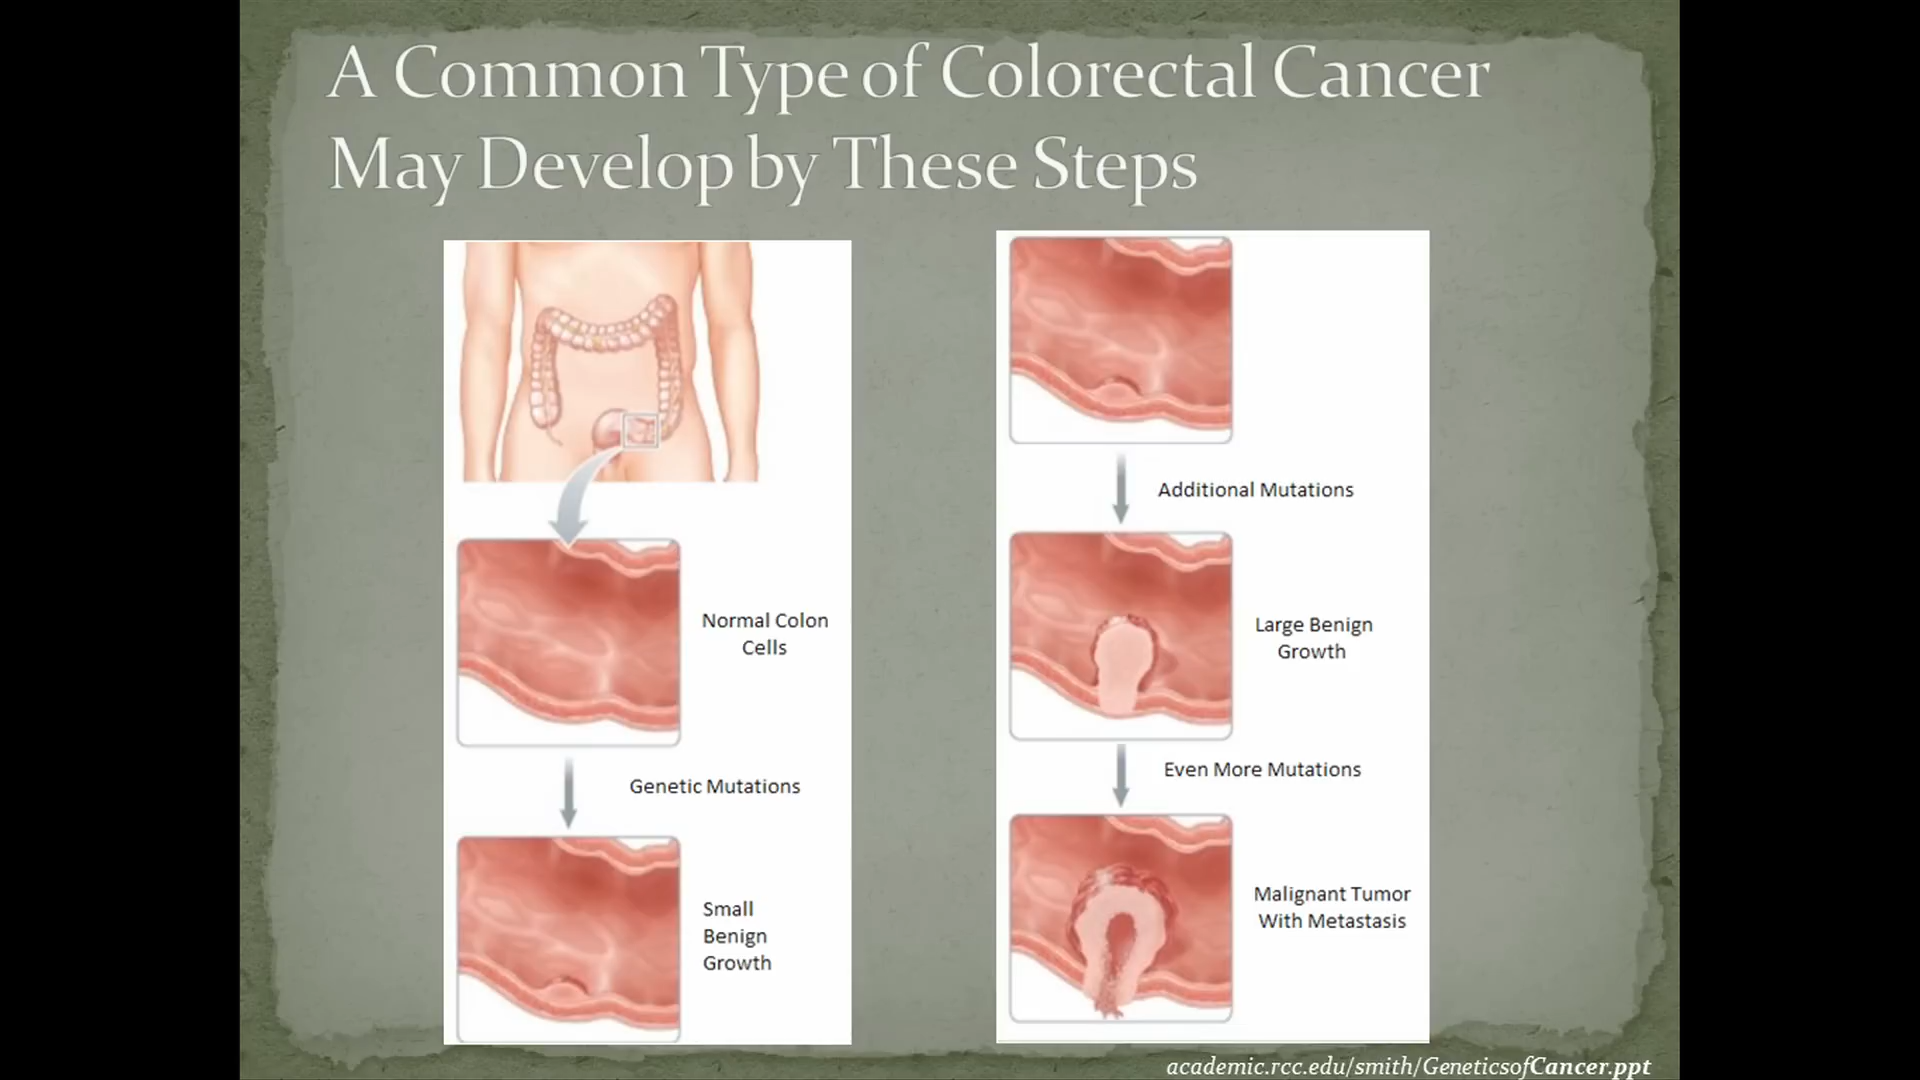 A Common Type of Colorectal Cancer
May Develop by These Steps
Normal Colon
Cells
Genetic Mutations
Small
Benign
Growth
Additional Mutations
Large Benign
Growth
Even More Mutations
Malignant Tumor
With Metastasis
academic.rcc.edu/smith/GeneticsofCancer.ppt